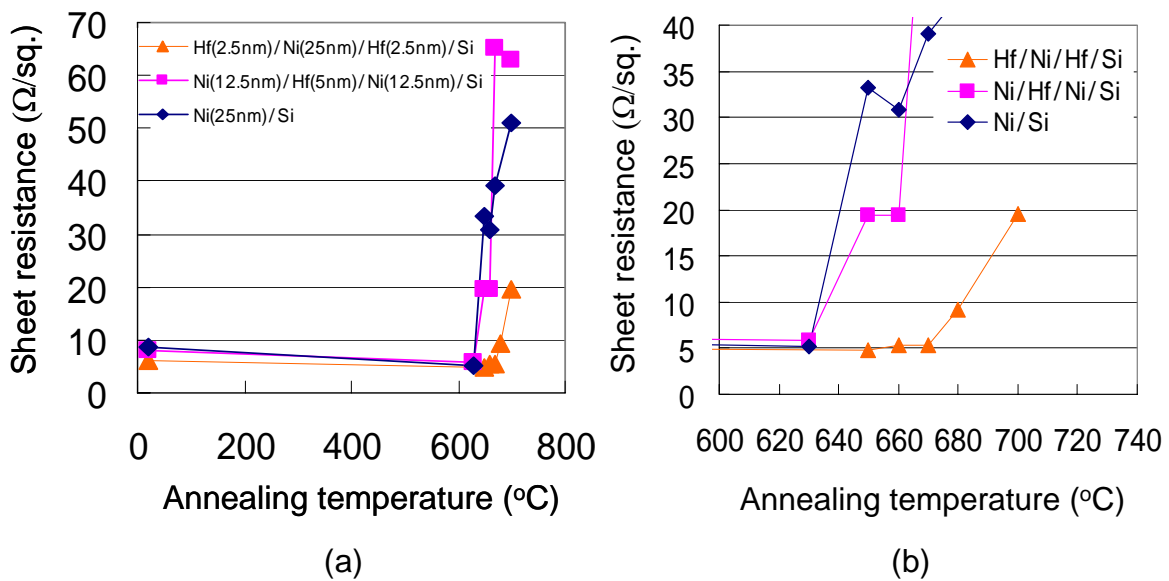 70
60
50
40
30
20
10
0
Sheet resistance (Ω/sq.)
Hf(2.5nm)/Ni(25nm)/Hf(2.5nm)/Si
Ni(12.5nm)/Hf(5nm)/Ni(12.5nm)/Si
Ni(25nm)/Si
0 200 400 600 800
Annealing temperature (°C)
(a)
40
35
30
25
20
15
10
5
0
Sheet resistance (Ω/sq.)
Hf/Ni/Hf/Si
Ni/Hf/Ni/Si
Ni/Si
600 620 640 660 680 700 720 740
Annealing temperature (°C)
(b)